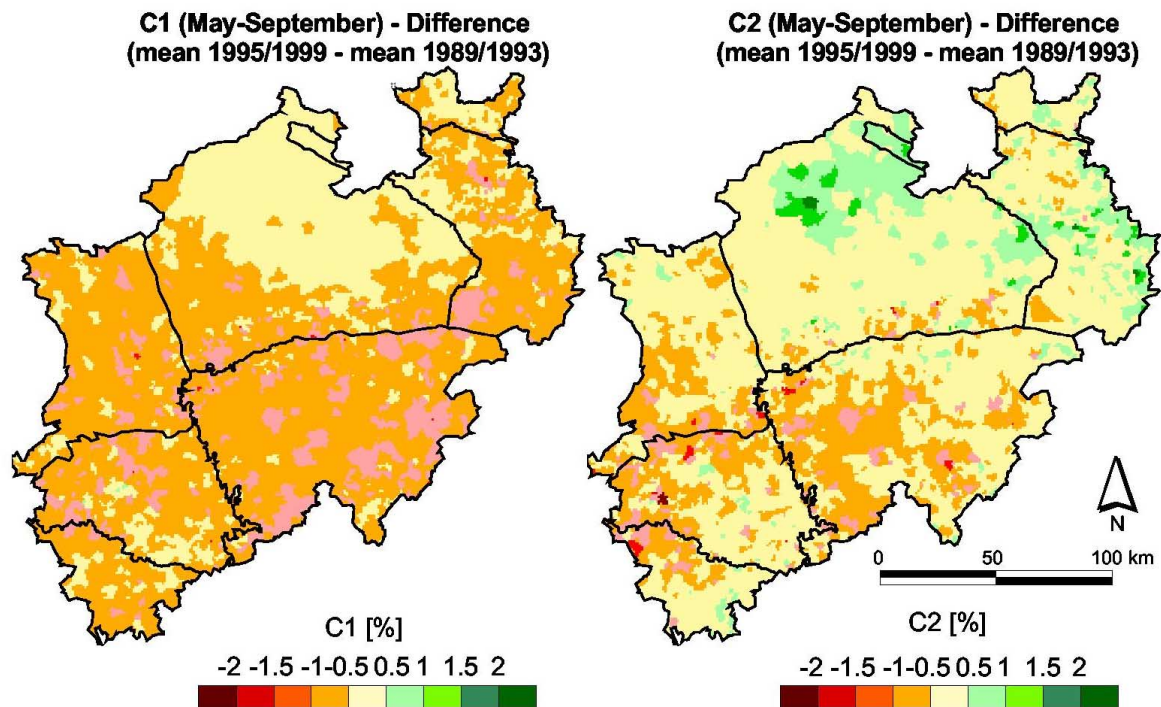 C1 (May-September) - Difference
(mean 1995/1999 - mean 1989/1993)
C2 (May-September) - Difference
(mean 1995/1999 - mean 1989/1993)
N
0 50 100 km
C1 [%]
-2 -1.5 -1-0.5 0.5 1 1.5 2
C2 [%]
-2 -1.5 -1-0.5 0.5 1 1.5 2